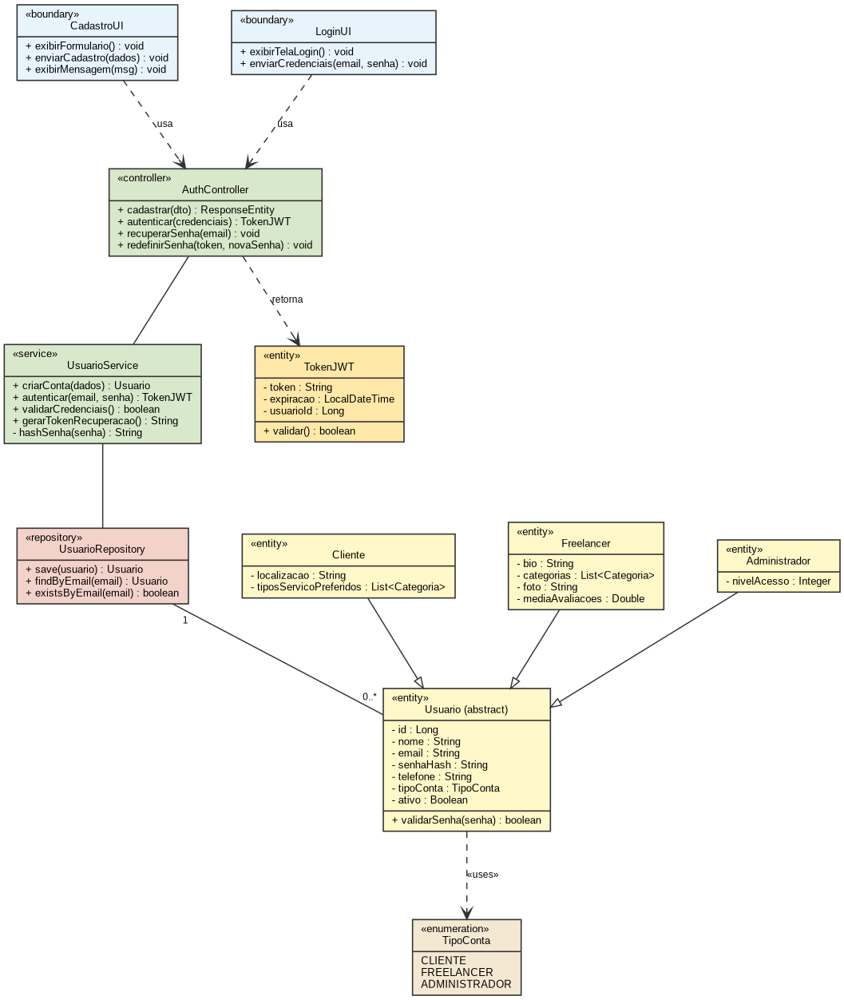 «boundary»
CadastroUI
+ exibirFormulario() : void
+ enviarCadastro(dados) : void
+ exibirMensagem(msg) : void
«boundary»
LoginUI
+ exibirTelaLogin() : void
+ enviarCredenciais(email, senha) : void
usa
usa
«controller»
AuthController
+ cadastrar(dto) : ResponseEntity
+ autenticar(credenciais) : TokenJWT
+ recuperarSenha(email) : void
+ redefinirSenha(token, novaSenha) : void
retorna
«service»
UsuarioService
+ criarConta(dados) : Usuario
+ autenticar(email, senha) : TokenJWT
+ validarCredenciais() : boolean
+ gerarTokenRecuperacao() : String
- hashSenha(senha) : String
«entity»
TokenJWT
- token : String
- expiracao : LocalDateTime
- usuarioId : Long
+ validar() : boolean
«repository»
UsuarioRepository
+ save(usuario) : Usuario
+ findByEmail(email) : Usuario
+ existsByEmail(email) : boolean
«entity»
Cliente
- localizacao : String
- tiposServicoPreferidos : List<Categoria>
«entity»
Freelancer
- bio : String
- categorias : List<Categoria>
- foto : String
- mediaAvaliacoes : Double
«entity»
Administrador
- nivelAcesso : Integer
1
0..*
«entity»
Usuario (abstract)
- id : Long
- nome : String
- email : String
- senhaHash : String
- telefone : String
- tipoConta : TipoConta
- ativo : Boolean
+ validarSenha(senha) : boolean
«uses»
«enumeration»
TipoConta
CLIENTE
FREELANCER
ADMINISTRADOR